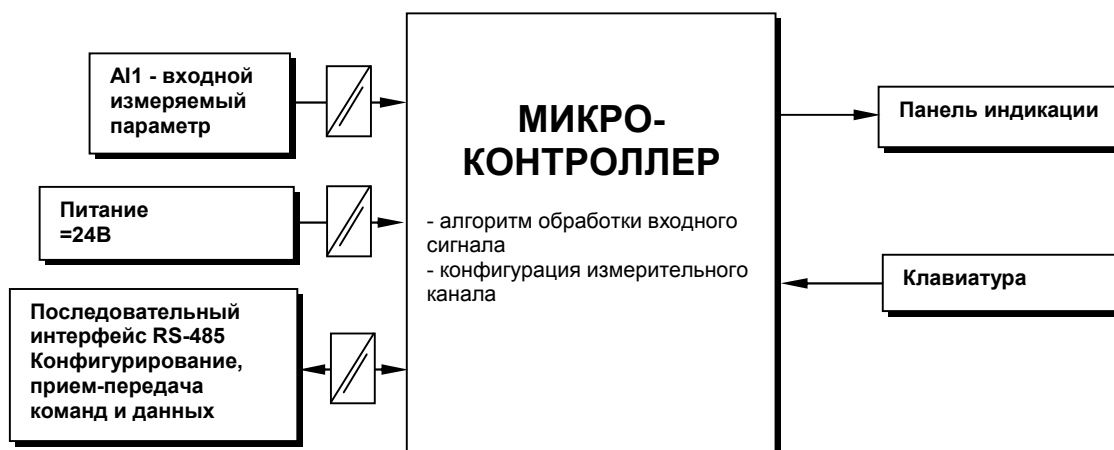 AI1 - входной
измеряемый
параметр
Питание
=24В
Последовательный
интерфейс RS-485
Конфигурирование,
прием-передача
команд и данных
МИКРО-
КОНТРОЛЛЕР
- алгоритм обработки входного
сигнала
- конфигурация измерительного
канала
Панель индикации
Клавиатура